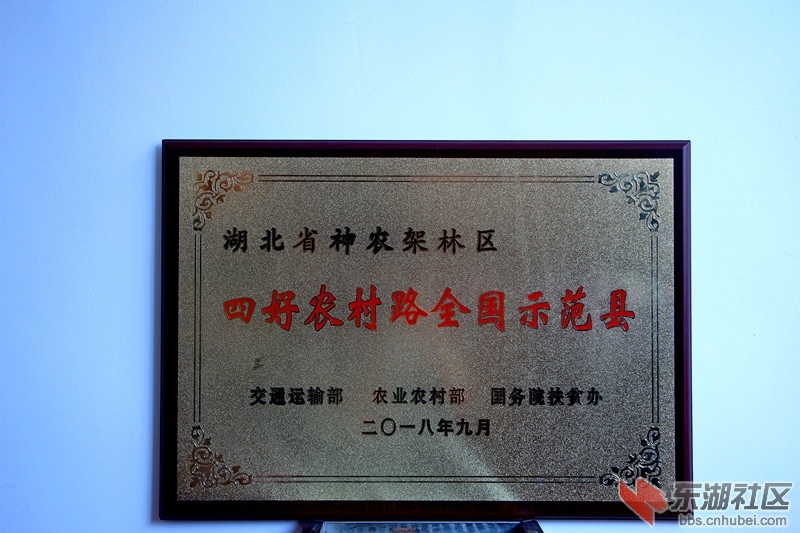 湖北省神农架林区
四好农村路全国示范县
交通运输部 农业农村部 国务院扶贫办
二〇一八年九月
东湖社区
bbs.cnhubei.com